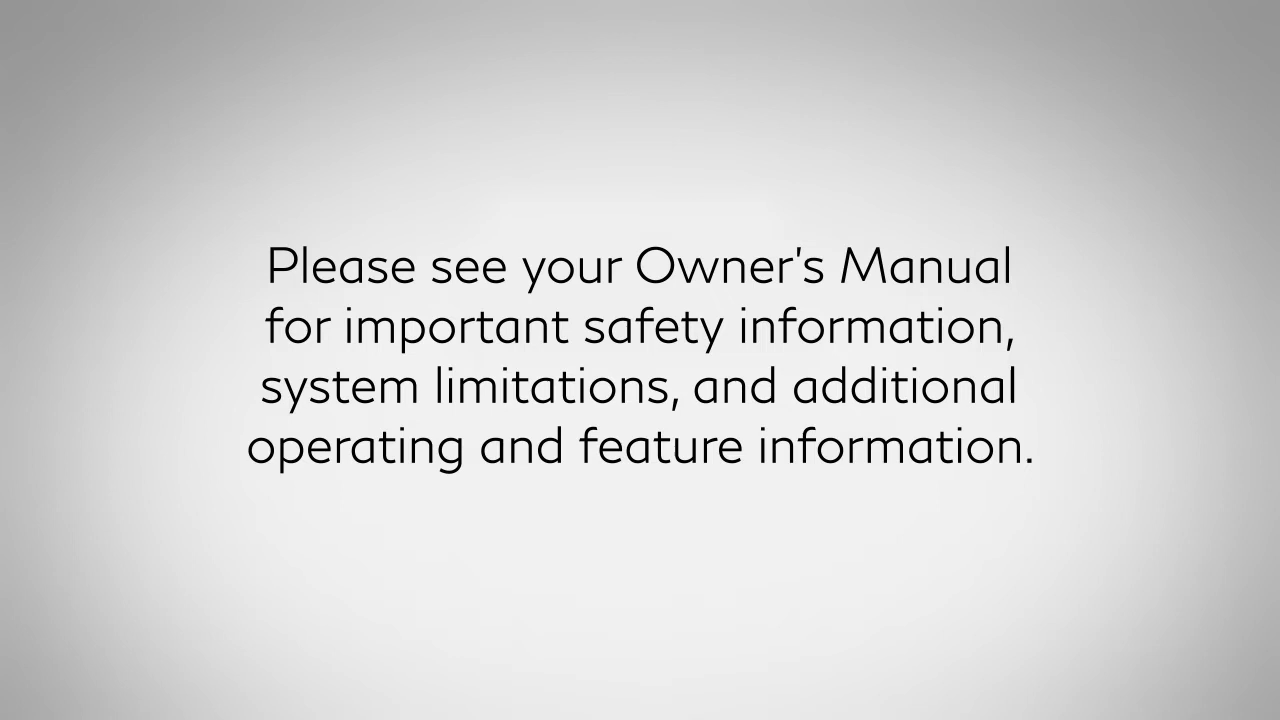 Please see your Owner's Manual
for important safety information,
system limitations, and additional
operating and feature information.